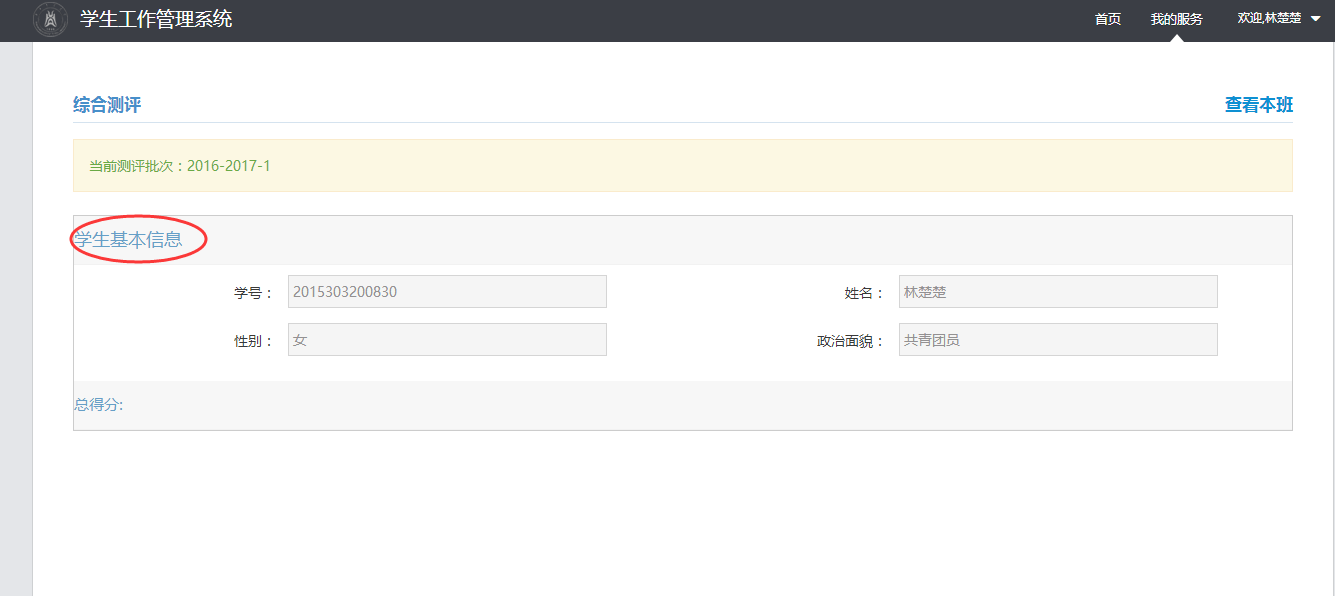 学生工作管理系统 首页 我的服务 欢迎,林楚楚
综合测评 查看本班
当前测评批次：2016-2017-1
学生基本信息
学号： 2015303200830 姓名： 林楚楚
性别： 女 政治面貌： 共青团员
总得分: